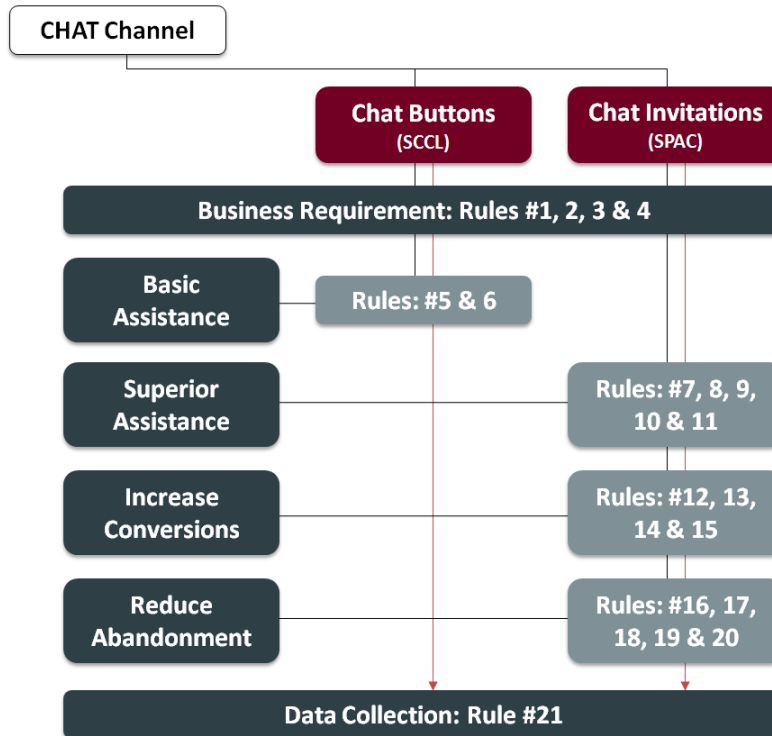 CHAT Channel
Chat Buttons
(SCCL)
Chat Invitations
(SPAC)
Business Requirement: Rules #1, 2, 3 & 4
Basic
Assistance
Rules: #5 & 6
Superior
Assistance
Rules: #7, 8, 9,
10 & 11
Increase
Conversions
Rules: #12, 13,
14 & 15
Reduce
Abandonment
Rules: #16, 17,
18, 19 & 20
Data Collection: Rule #21